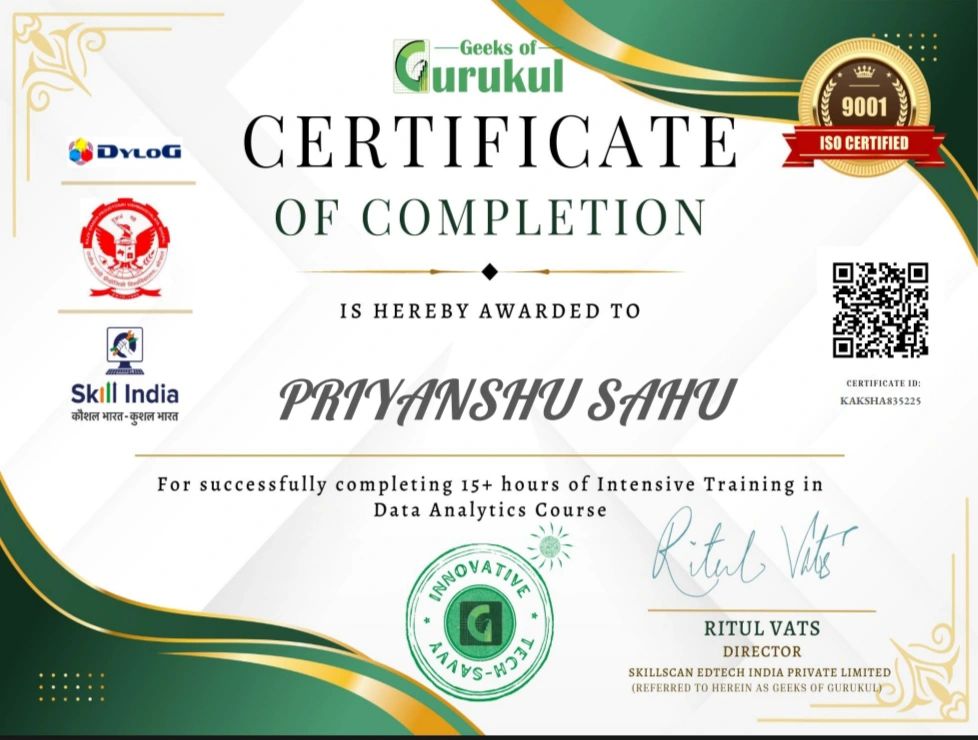 Geeks of
Gurukul
9001
ISO CERTIFIED
CERTIFICATE
OF COMPLETION
DYLOG
Skill India
कौशल भारत - कुशल भारत
IS HEREBY AWARDED TO
PRIYANSHU SAHU
CERTIFICATE ID:
KAKSHA835225
For successfully completing 15+ hours of Intensive Training in
Data Analytics Course
INNOVATIVE
TECH-SAVVY
G
Ritul Vats
RITUL VATS
DIRECTOR
SKILLSCAN EDTECH INDIA PRIVATE LIMITED
(REFERRED TO HEREIN AS GEEKS OF GURUKUL)